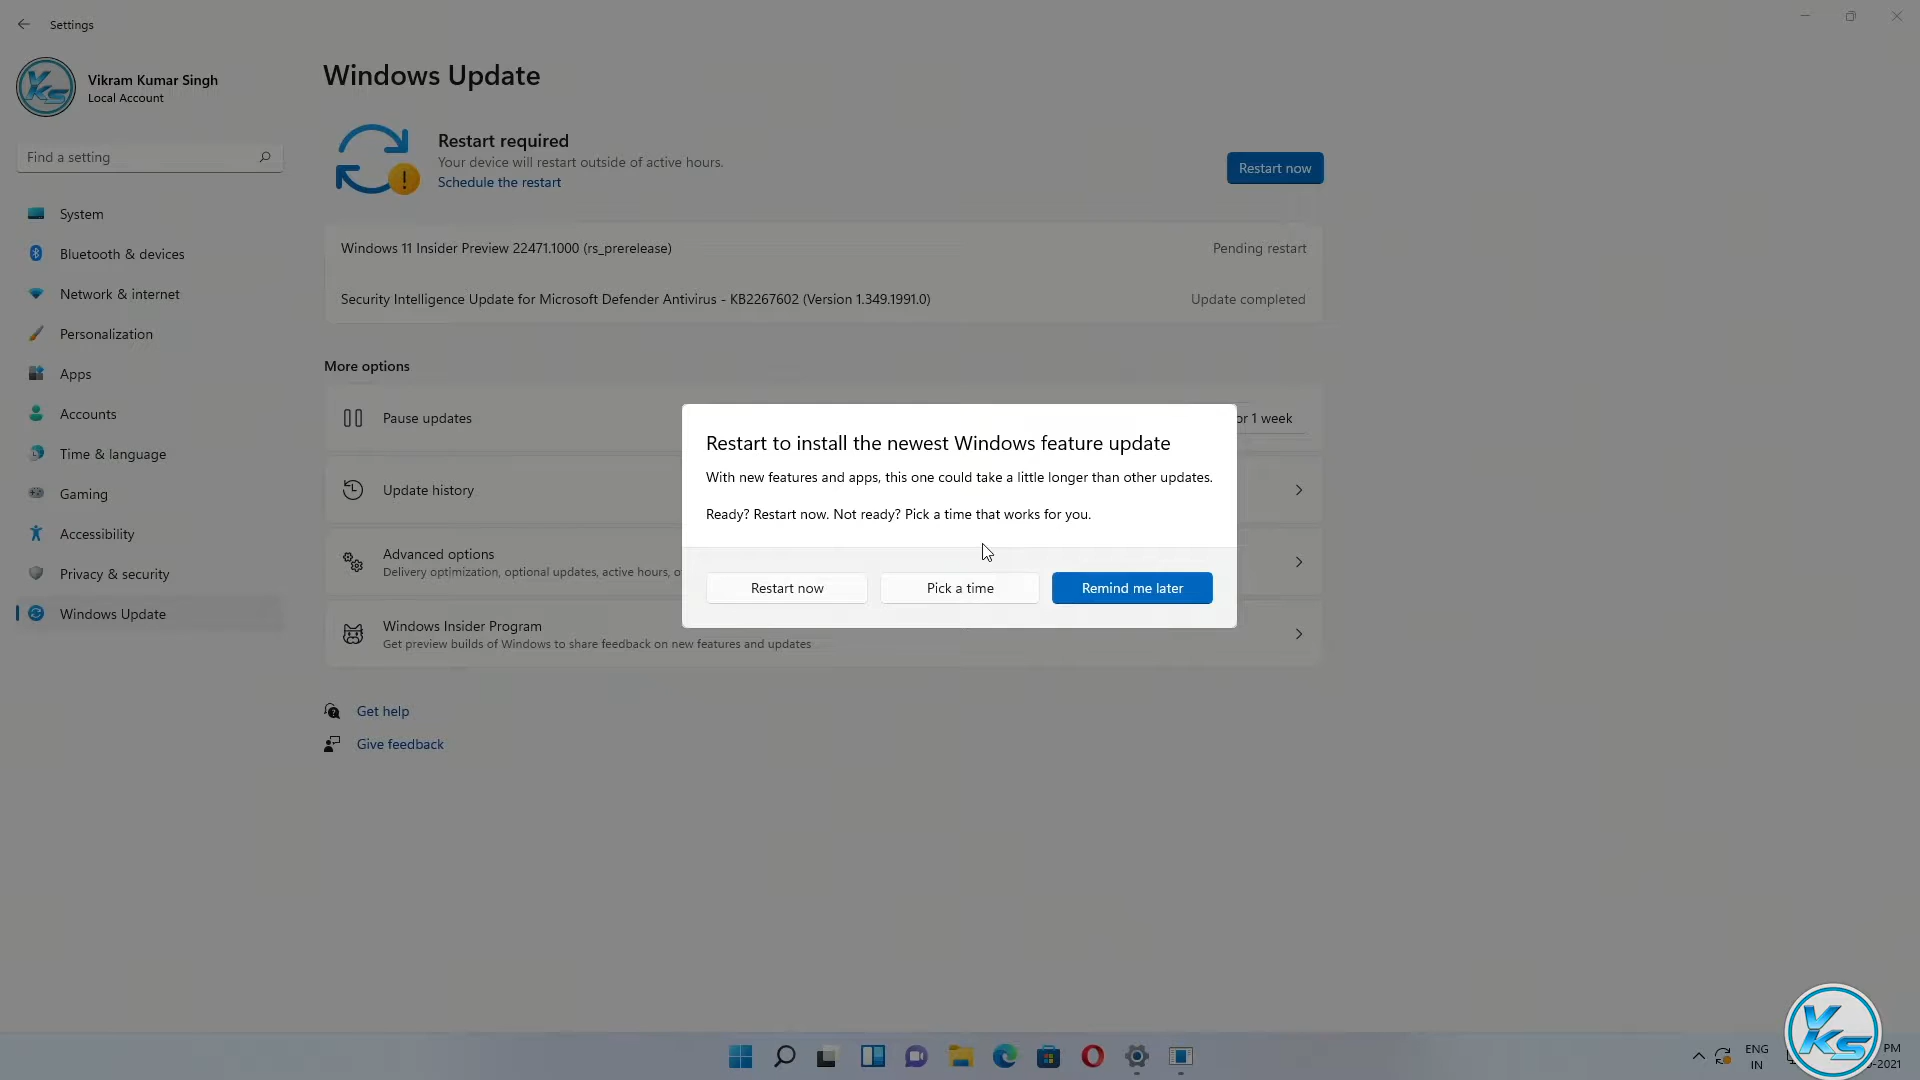 Settings
Vikram Kumar Singh
Local Account
Find a setting
System
Bluetooth & devices
Network & internet
Personalization
Apps
Accounts
Time & language
Gaming
Accessibility
Privacy & security
Windows Update
Windows Update
Restart required
Your device will restart outside of active hours.
Schedule the restart
Restart now
Windows 11 Insider Preview 22471.1000 (rs_prerelease)
Pending restart
Security Intelligence Update for Microsoft Defender Antivirus - KB2267602 (Version 1.349.1991.0)
Update completed
More options
Pause updates
or 1 week
Update history
Advanced options
Delivery optimization, optional updates, active hours, o
Windows Insider Program
Get preview builds of Windows to share feedback on new features and updates
Get help
Give feedback
Restart to install the newest Windows feature update
With new features and apps, this one could take a little longer than other updates.
Ready? Restart now. Not ready? Pick a time that works for you.
Restart now
Pick a time
Remind me later
ENG
IN
PM
-2021
YKS